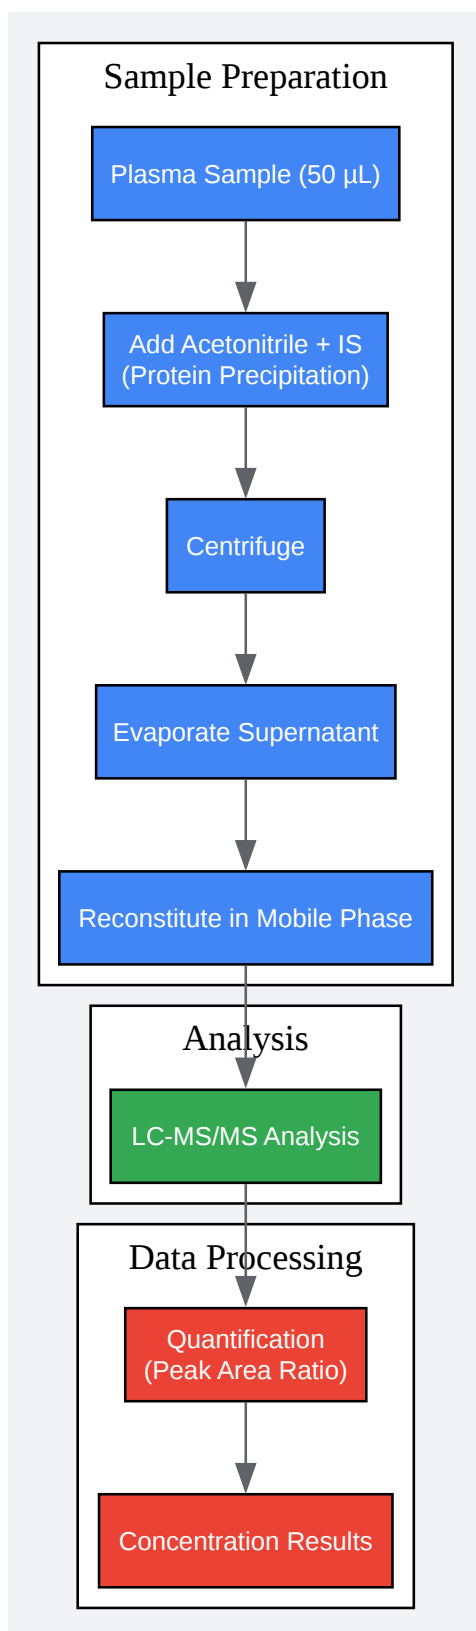 Sample Preparation
Plasma Sample (50 µL)
Add Acetonitrile + IS
(Protein Precipitation)
Centrifuge
Evaporate Supernatant
Reconstitute in Mobile Phase
Analysis
LC-MS/MS Analysis
Data Processing
Quantification
(Peak Area Ratio)
Concentration Results